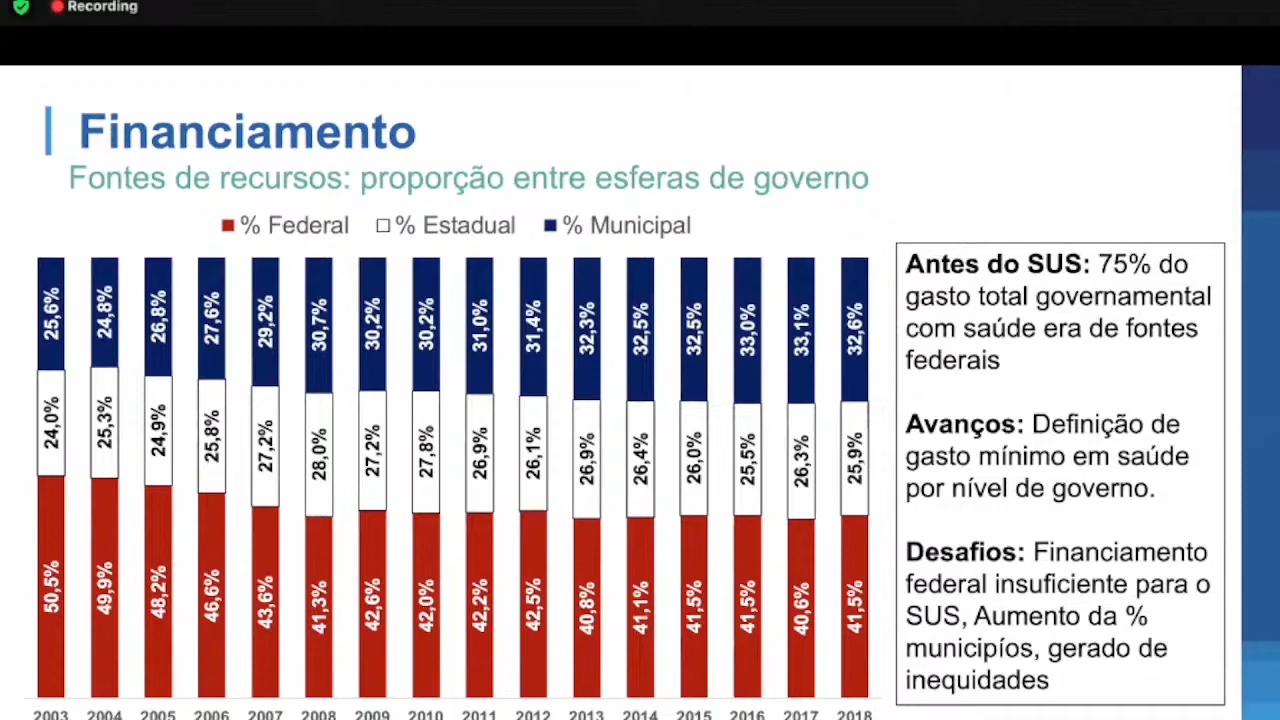 Recording
Financiamento
Fontes de recursos: proporção entre esferas de governo
% Federal % Estadual % Municipal
25,6% 24,8% 26,8% 27,6% 29,2% 30,7% 30,2% 30,2% 31,0% 31,4% 32,3% 32,5% 32,5% 33,0% 33,1% 32,6%
24,0% 25,3% 24,9% 25,8% 27,2% 28,0% 27,2% 27,8% 26,9% 26,1% 26,9% 26,4% 26,0% 25,5% 26,3% 25,9%
50,5% 49,9% 48,2% 46,6% 43,6% 41,3% 42,6% 42,0% 42,2% 42,5% 40,8% 41,1% 41,5% 41,5% 40,6% 41,5%
2003 2004 2005 2006 2007 2008 2009 2010 2011 2012 2013 2014 2015 2016 2017 2018
Antes do SUS: 75% do
gasto total governamental
com saúde era de fontes
federais
Avanços: Definição de
gasto mínimo em saúde
por nível de governo.
Desafios: Financiamento
federal insuficiente para o
SUS, Aumento da %
municipíos, gerado de
inequidades